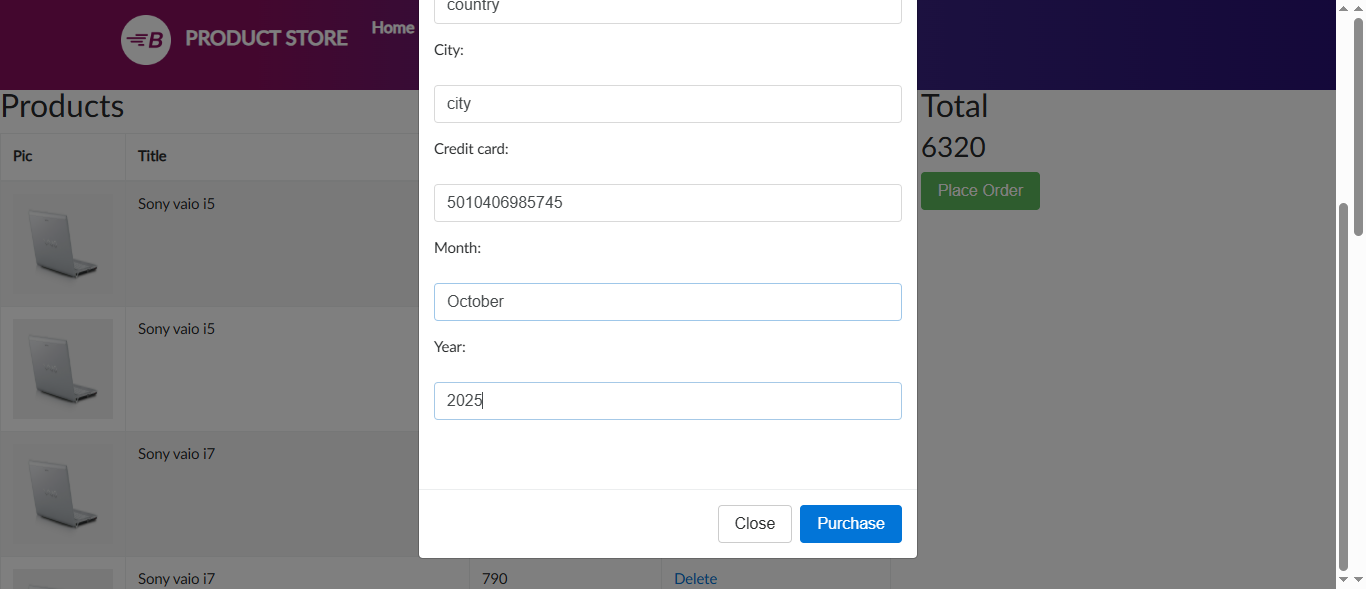 B PRODUCT STORE Home
country
City:
city
Credit card:
5010406985745
Month:
October
Year:
2025
Close Purchase
Products
Pic Title
Sony vaio i5
Sony vaio i5
Sony vaio i7
Sony vaio i7 790 Delete
Total
6320
Place Order